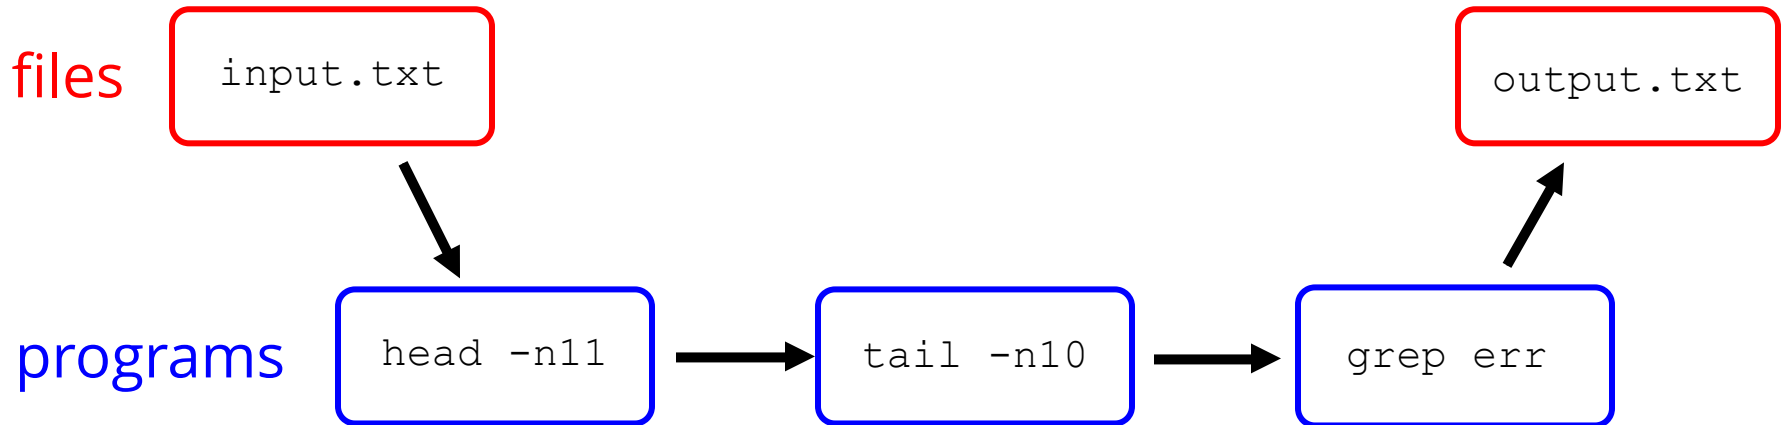 files
input.txt
output.txt
programs
head -n11
tail -n10
grep err